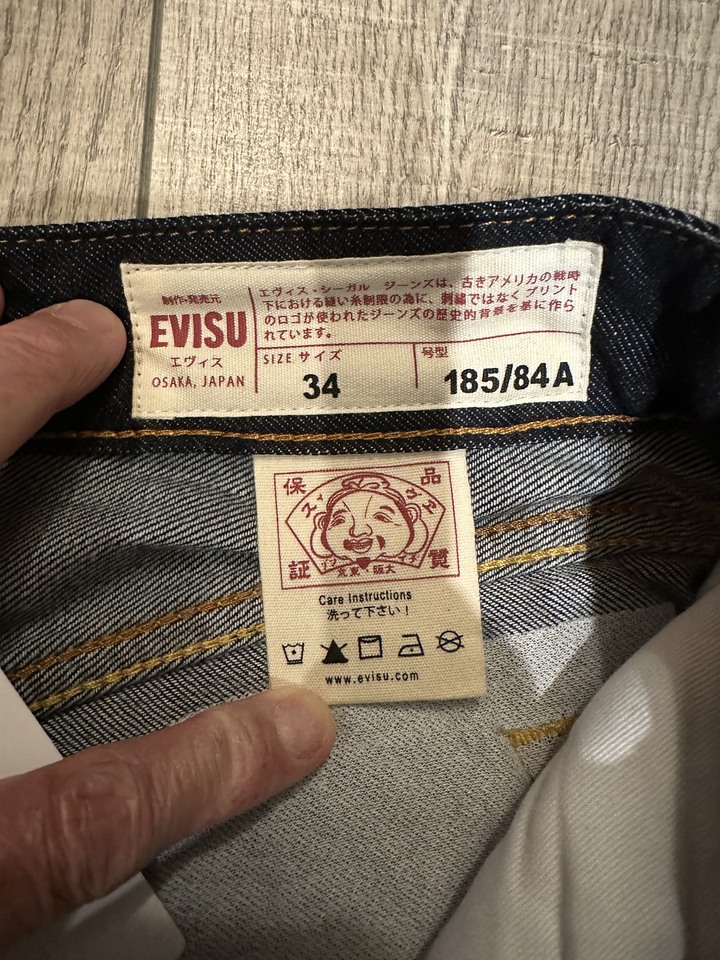 制作・発売元
EVISU
エヴィス
OSAKA, JAPAN
エヴィス・シーガル ジーンズは、古きアメリカの戦時
下における縫い糸制限の為に、刺繍ではなくプリント
のロゴが使われたジーンズの歴史的背景を基に作ら
れています。
SIZE サイズ
34
号型
185/84A
保 品
証 質
大阪・東京
Care Instructions
洗って下さい！
www.evisu.com